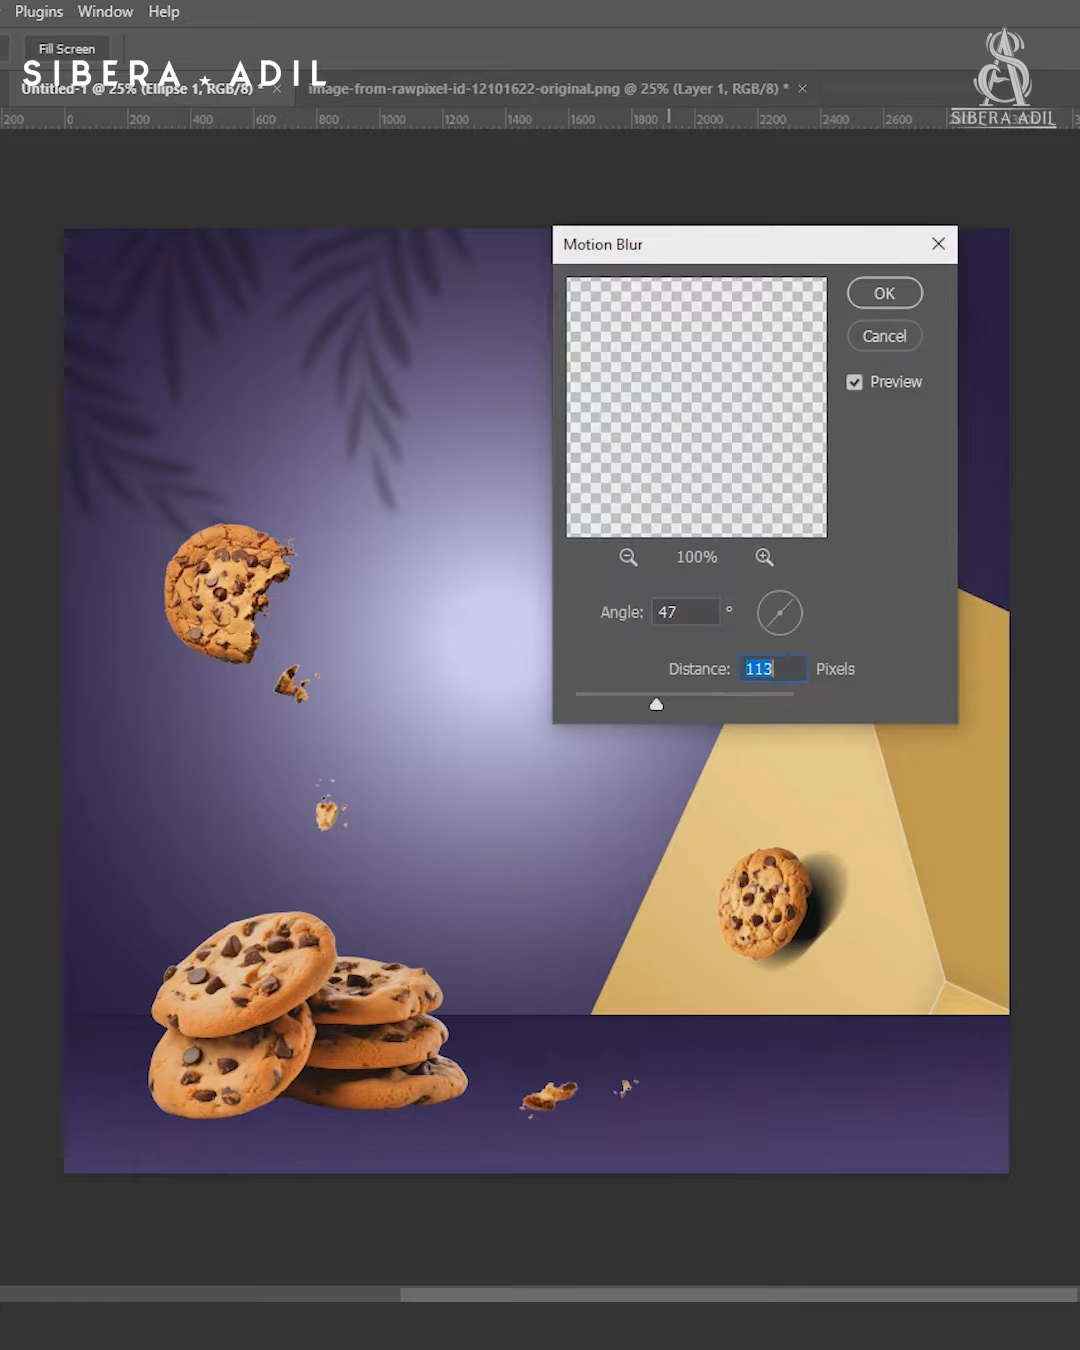 Plugins Window Help
Fill Screen
SIBERA ★ ADIL
Untitled-1 @ 25% (Ellipse 1, RGB/8) * ×
image-from-rawpixel-id-12101622-original.png @ 25% (Layer 1, RGB/8) * ×
200 0 200 400 600 800 1000 1200 1400 1600 1800 2000 2200 2400 2600
SIBERA ADIL
Motion Blur
OK
Cancel
Preview
100%
Angle: 47 °
Distance: 113 Pixels